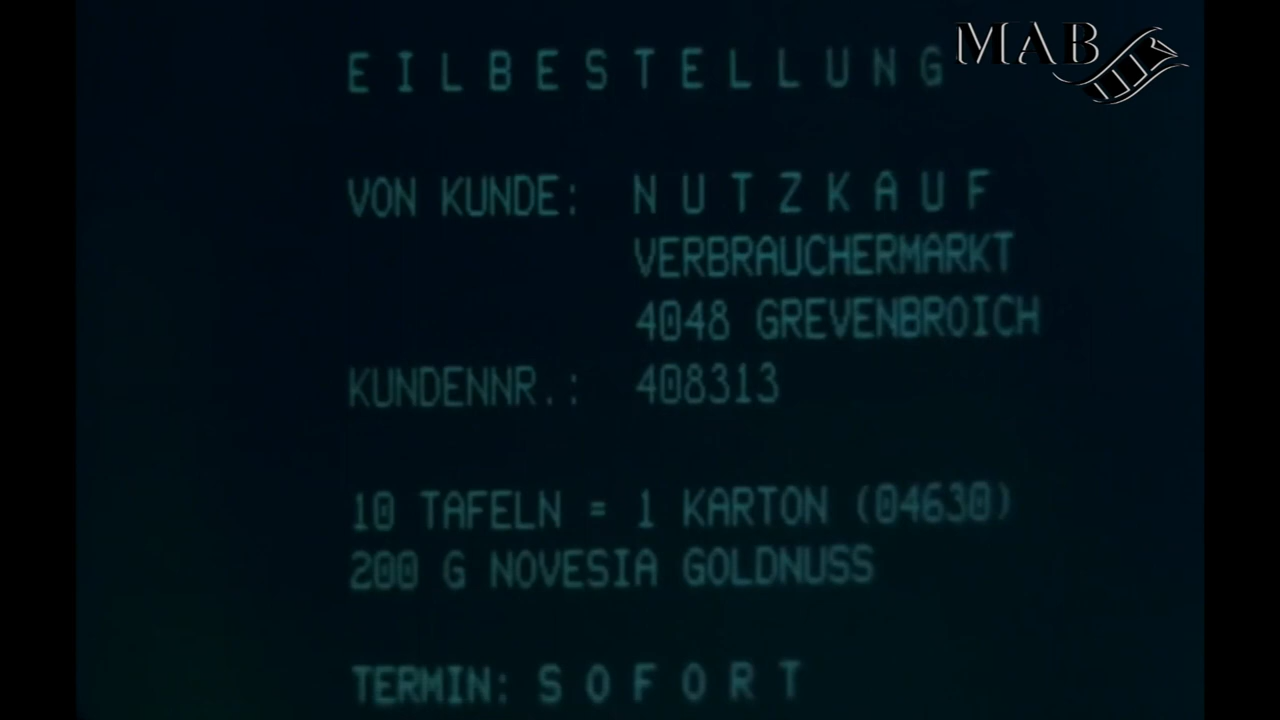 MAB
E I L B E S T E L L U N G
VON KUNDE: N U T Z K A U F
VERBRAUCHERMARKT
4048 GREVENBROICH
KUNDENNR.: 408313
10 TAFELN = 1 KARTON (04630)
200 G NOVESIA GOLDNUSS
TERMIN: S O F O R T